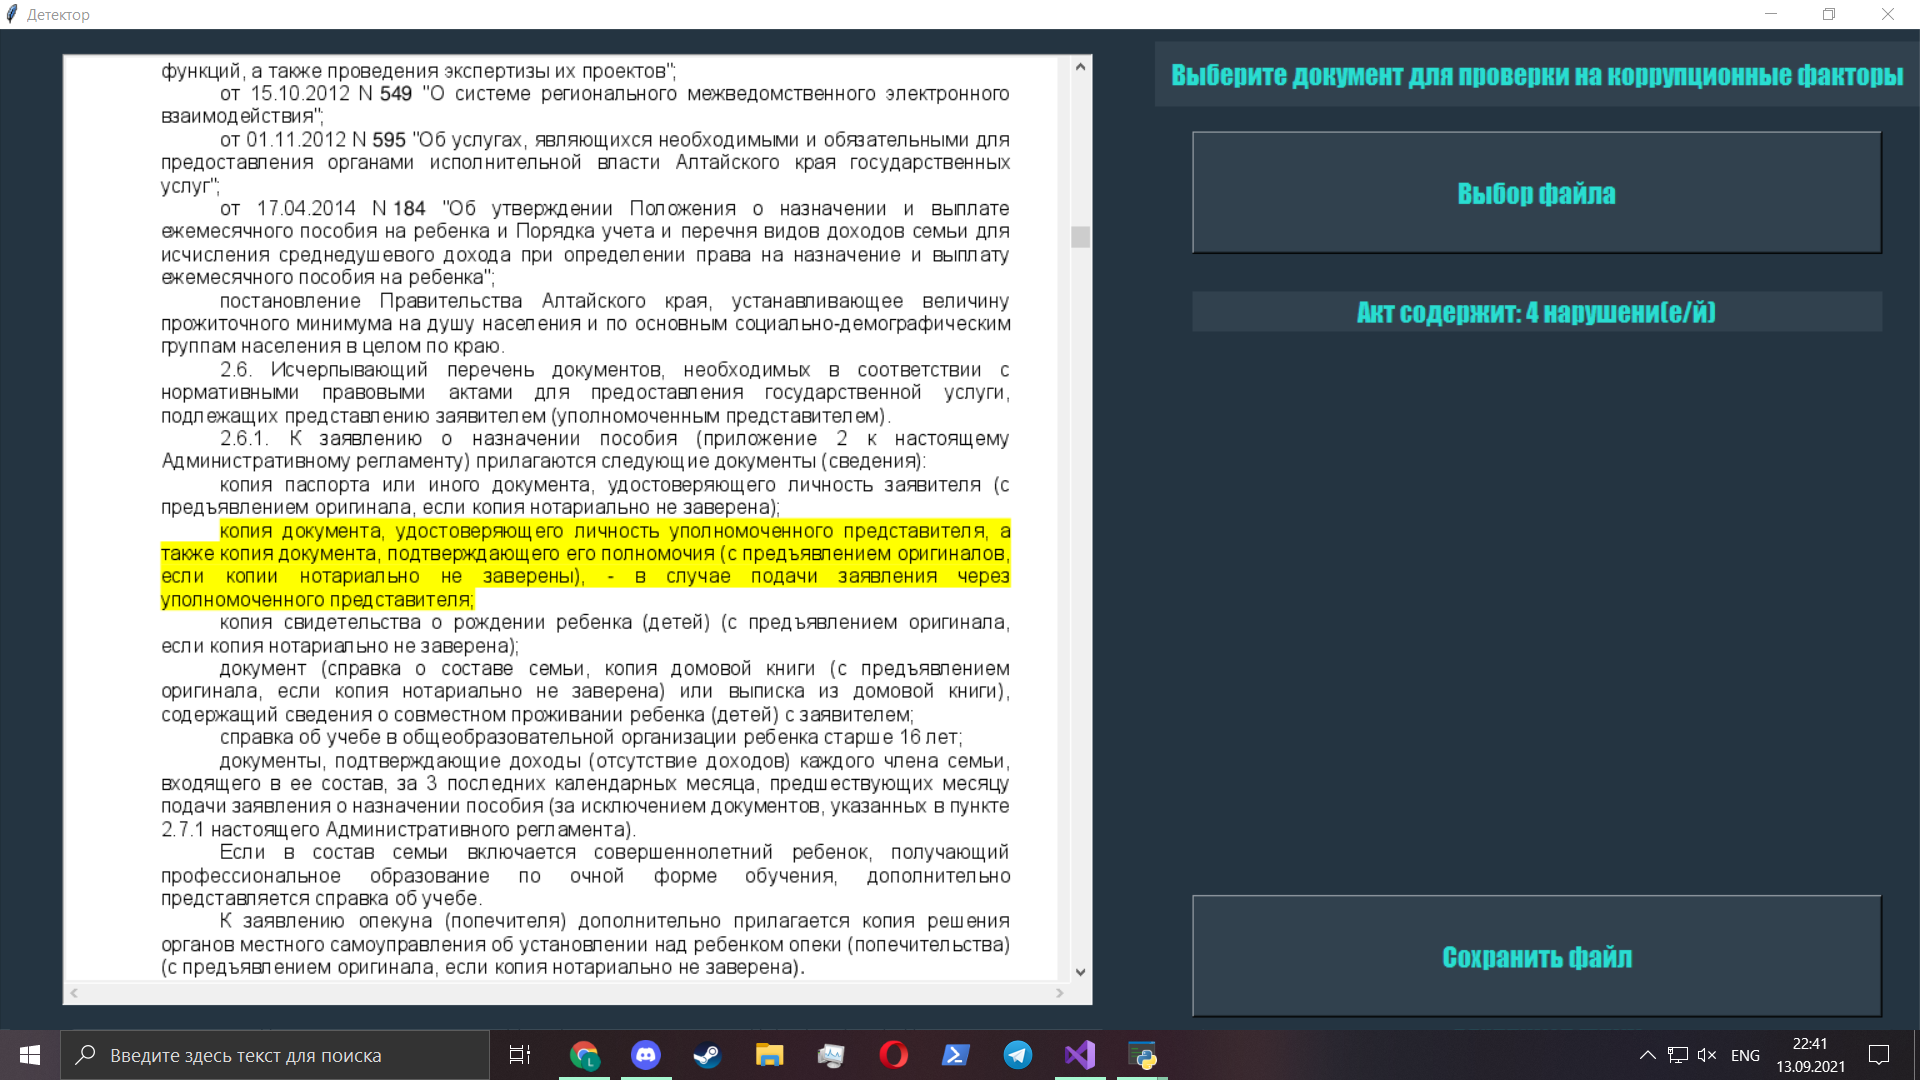 Детектор
функций, а также проведения экспертизы их проектов";
от 15.10.2012 N 549 "О системе регионального межведомственного электронного
взаимодействия";
от 01.11.2012 N 595 "Об услугах, являющихся необходимыми и обязательными для
предоставления органами исполнительной власти Алтайского края государственных
услуг";
от 17.04.2014 N 184 "Об утверждении Положения о назначении и выплате
ежемесячного пособия на ребенка и Порядка учета и перечня видов доходов семьи для
исчисления среднедушевого дохода при определении права на назначение и выплату
ежемесячного пособия на ребенка";
постановление Правительства Алтайского края, устанавливающее величину
прожиточного минимума на душу населения и по основным социально-демографическим
группам населения в целом по краю.
2.6. Исчерпывающий перечень документов, необходимых в соответствии с
нормативными правовыми актами для предоставления государственной услуги,
подлежащих представлению заявителем (уполномоченным представителем).
2.6.1. К заявлению о назначении пособия (приложение 2 к настоящему
Административному регламенту) прилагаются следующие документы (сведения):
копия паспорта или иного документа, удостоверяющего личность заявителя (с
предъявлением оригинала, если копия нотариально не заверена);
копия документа, удостоверяющего личность уполномоченного представителя, а
также копия документа, подтверждающего его полномочия (с предъявлением оригиналов,
если копии нотариально не заверены), - в случае подачи заявления через
уполномоченного представителя;
копия свидетельства о рождении ребенка (детей) (с предъявлением оригинала,
если копия нотариально не заверена);
документ (справка о составе семьи, копия домовой книги (с предъявлением
оригинала, если копия нотариально не заверена) или выписка из домовой книги),
содержащий сведения о совместном проживании ребенка (детей) с заявителем;
справка об учебе в общеобразовательной организации ребенка старше 16 лет;
документы, подтверждающие доходы (отсутствие доходов) каждого члена семьи,
входящего в ее состав, за 3 последних календарных месяца, предшествующих месяцу
подачи заявления о назначении пособия (за исключением документов, указанных в пункте
2.7.1 настоящего Административного регламента).
Если в состав семьи включается совершеннолетний ребенок, получающий
профессиональное образование по очной форме обучения, дополнительно
представляется справка об учебе.
К заявлению опекуна (попечителя) дополнительно прилагается копия решения
органов местного самоуправления об установлении над ребенком опеки (попечительства)
(с предъявлением оригинала, если копия нотариально не заверена).
Выберите документ для проверки на коррупционные факторы
Выбор файла
Акт содержит: 4 нарушени(е/й)
Сохранить файл
Введите здесь текст для поиска
L
ENG
22:41
13.09.2021